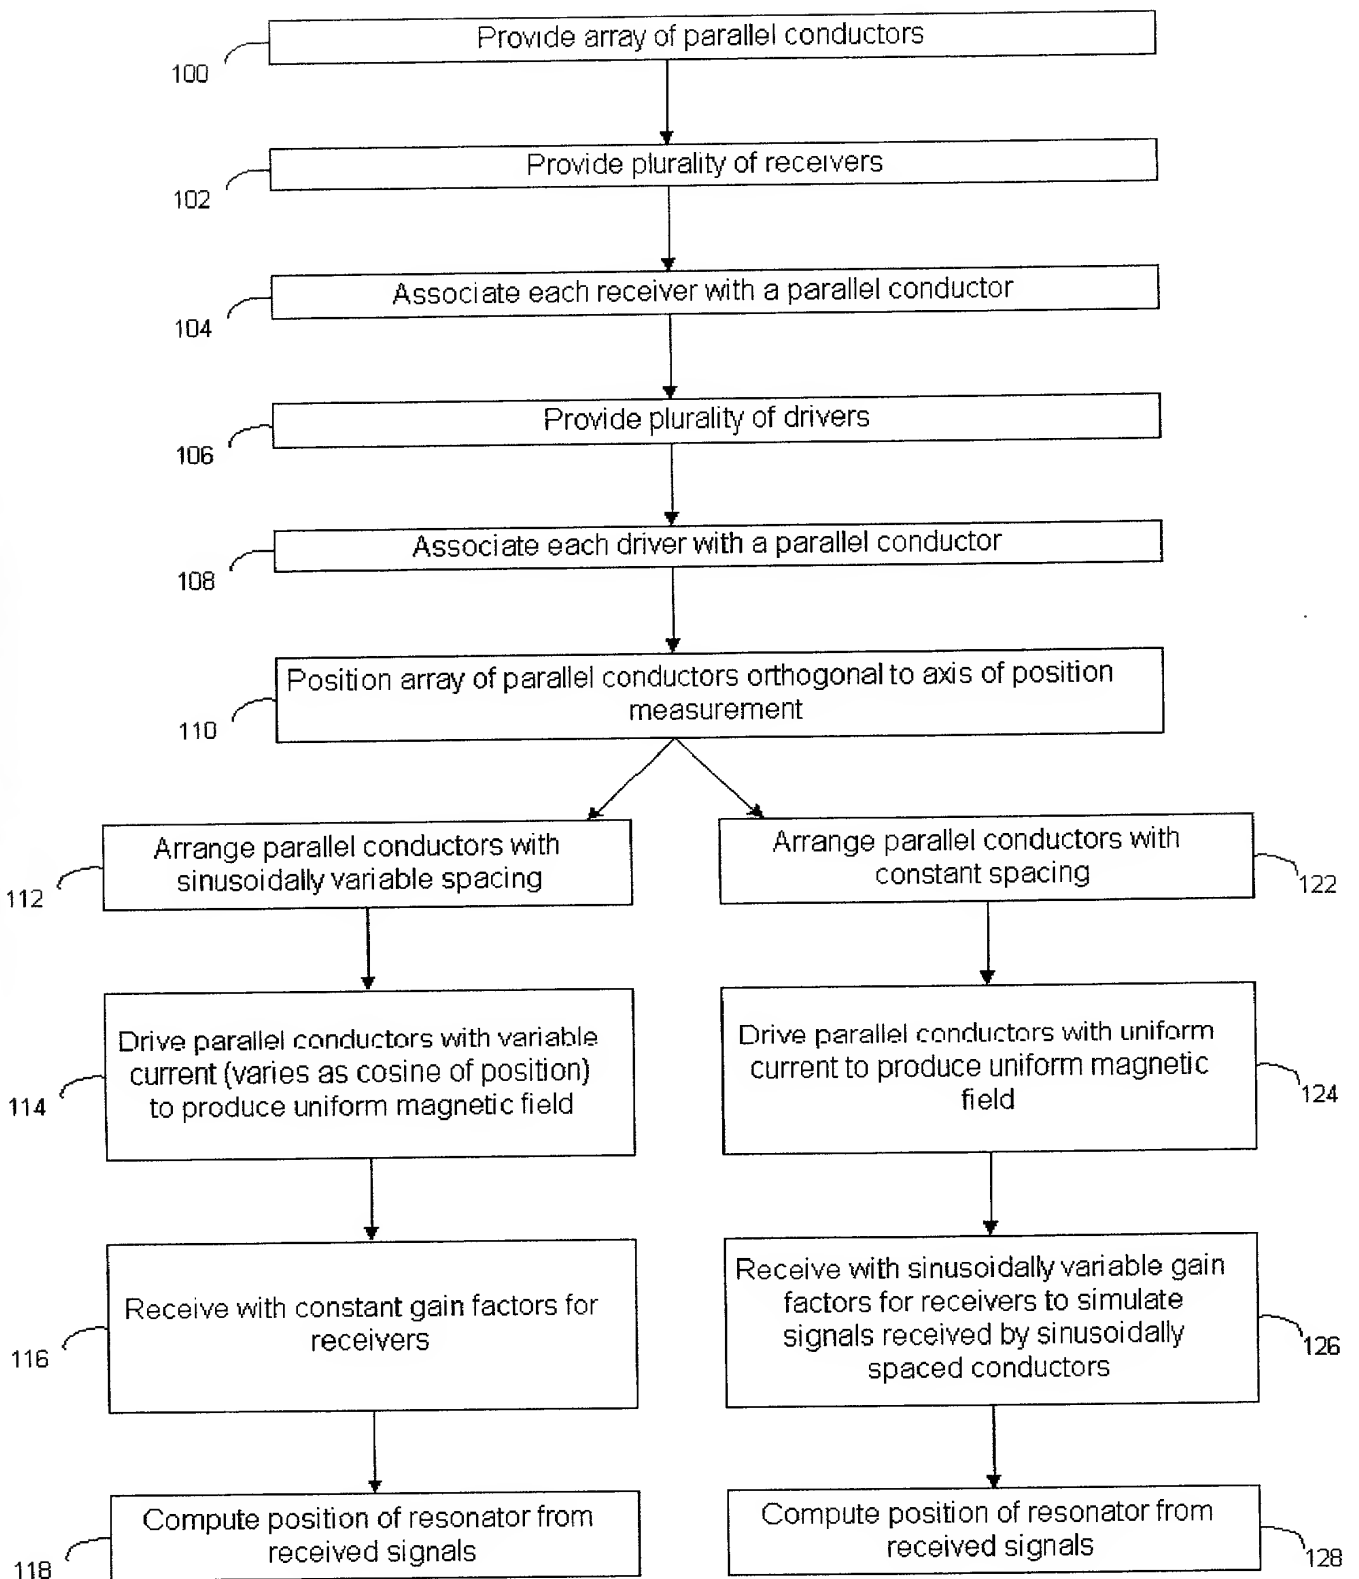 Provide array of parallel conductors
100
Provide plurality of receivers
102
Associate each receiver with a parallel conductor
104
Provide plurality of drivers
106
Associate each driver with a parallel conductor
108
Position array of parallel conductors orthogonal to axis of position
measurement
110
Arrange parallel conductors with
sinusoidally variable spacing
112
Arrange parallel conductors with
constant spacing
122
Drive parallel conductors with variable
current (varies as cosine of position)
to produce uniform magnetic field
114
Drive parallel conductors with uniform
current to produce uniform magnetic
field
124
Receive with constant gain factors for
receivers
116
Receive with sinusoidally variable gain
factors for receivers to simulate
signals received by sinusoidally
spaced conductors
126
Compute position of resonator from
received signals
118
Compute position of resonator from
received signals
128